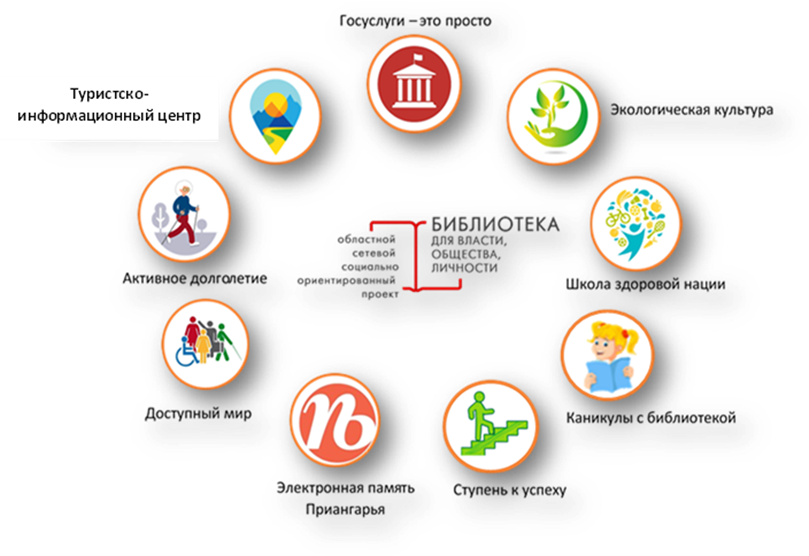 Госуслуги – это просто
Туристско-
информационный центр
Экологическая культура
Активное долголетие
областной
сетевой
социально
ориентированный
проект
БИБЛИОТЕКА
ДЛЯ ВЛАСТИ,
ОБЩЕСТВА,
ЛИЧНОСТИ
Школа здоровой нации
Доступный мир
Каникулы с библиотекой
Электронная память
Приангарья
Ступень к успеху